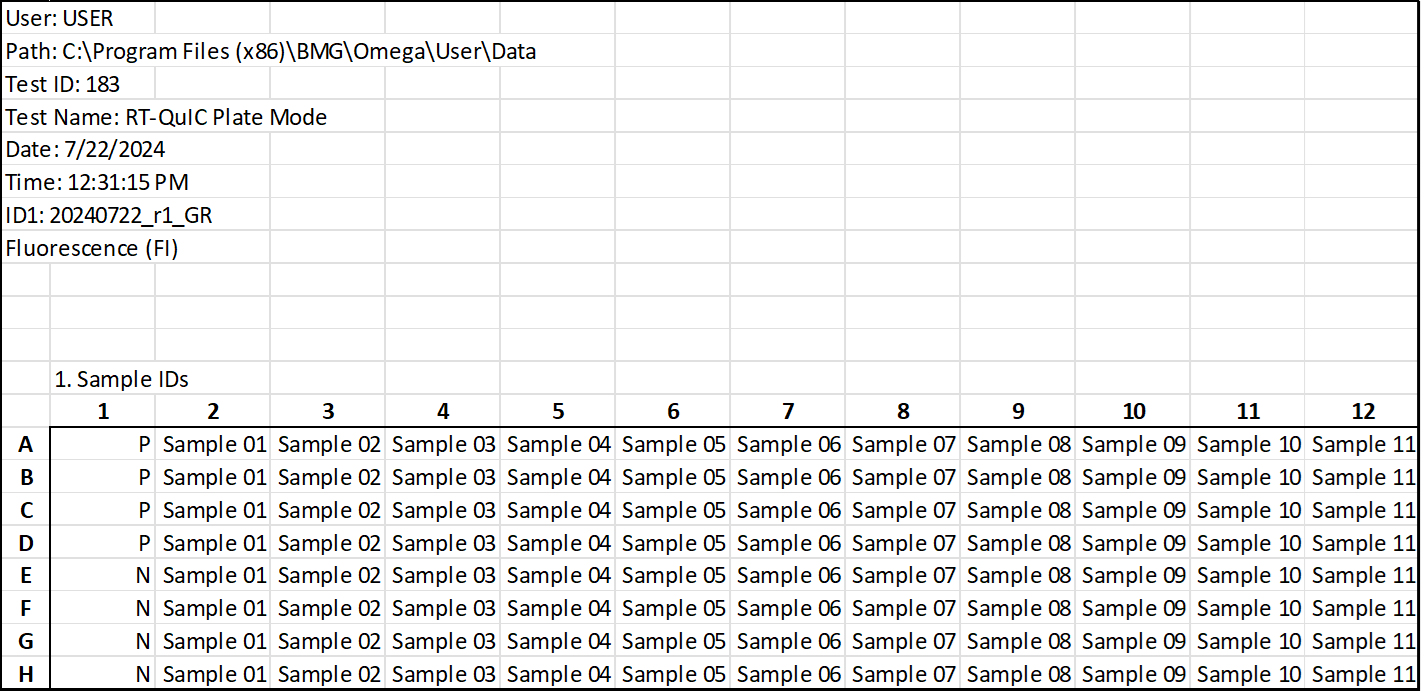 User: USER
Path: C:\Program Files (x86)\BMG\Omega\User\Data
Test ID: 183
Test Name: RT-QuIC Plate Mode
Date: 7/22/2024
Time: 12:31:15 PM
ID1: 20240722_r1_GR
Fluorescence (FI)
1. Sample IDs
1 2 3 4 5 6 7 8 9 10 11 12
A P Sample 01 Sample 02 Sample 03 Sample 04 Sample 05 Sample 06 Sample 07 Sample 08 Sample 09 Sample 10 Sample 11
B P Sample 01 Sample 02 Sample 03 Sample 04 Sample 05 Sample 06 Sample 07 Sample 08 Sample 09 Sample 10 Sample 11
C P Sample 01 Sample 02 Sample 03 Sample 04 Sample 05 Sample 06 Sample 07 Sample 08 Sample 09 Sample 10 Sample 11
D P Sample 01 Sample 02 Sample 03 Sample 04 Sample 05 Sample 06 Sample 07 Sample 08 Sample 09 Sample 10 Sample 11
E N Sample 01 Sample 02 Sample 03 Sample 04 Sample 05 Sample 06 Sample 07 Sample 08 Sample 09 Sample 10 Sample 11
F N Sample 01 Sample 02 Sample 03 Sample 04 Sample 05 Sample 06 Sample 07 Sample 08 Sample 09 Sample 10 Sample 11
G N Sample 01 Sample 02 Sample 03 Sample 04 Sample 05 Sample 06 Sample 07 Sample 08 Sample 09 Sample 10 Sample 11
H N Sample 01 Sample 02 Sample 03 Sample 04 Sample 05 Sample 06 Sample 07 Sample 08 Sample 09 Sample 10 Sample 11